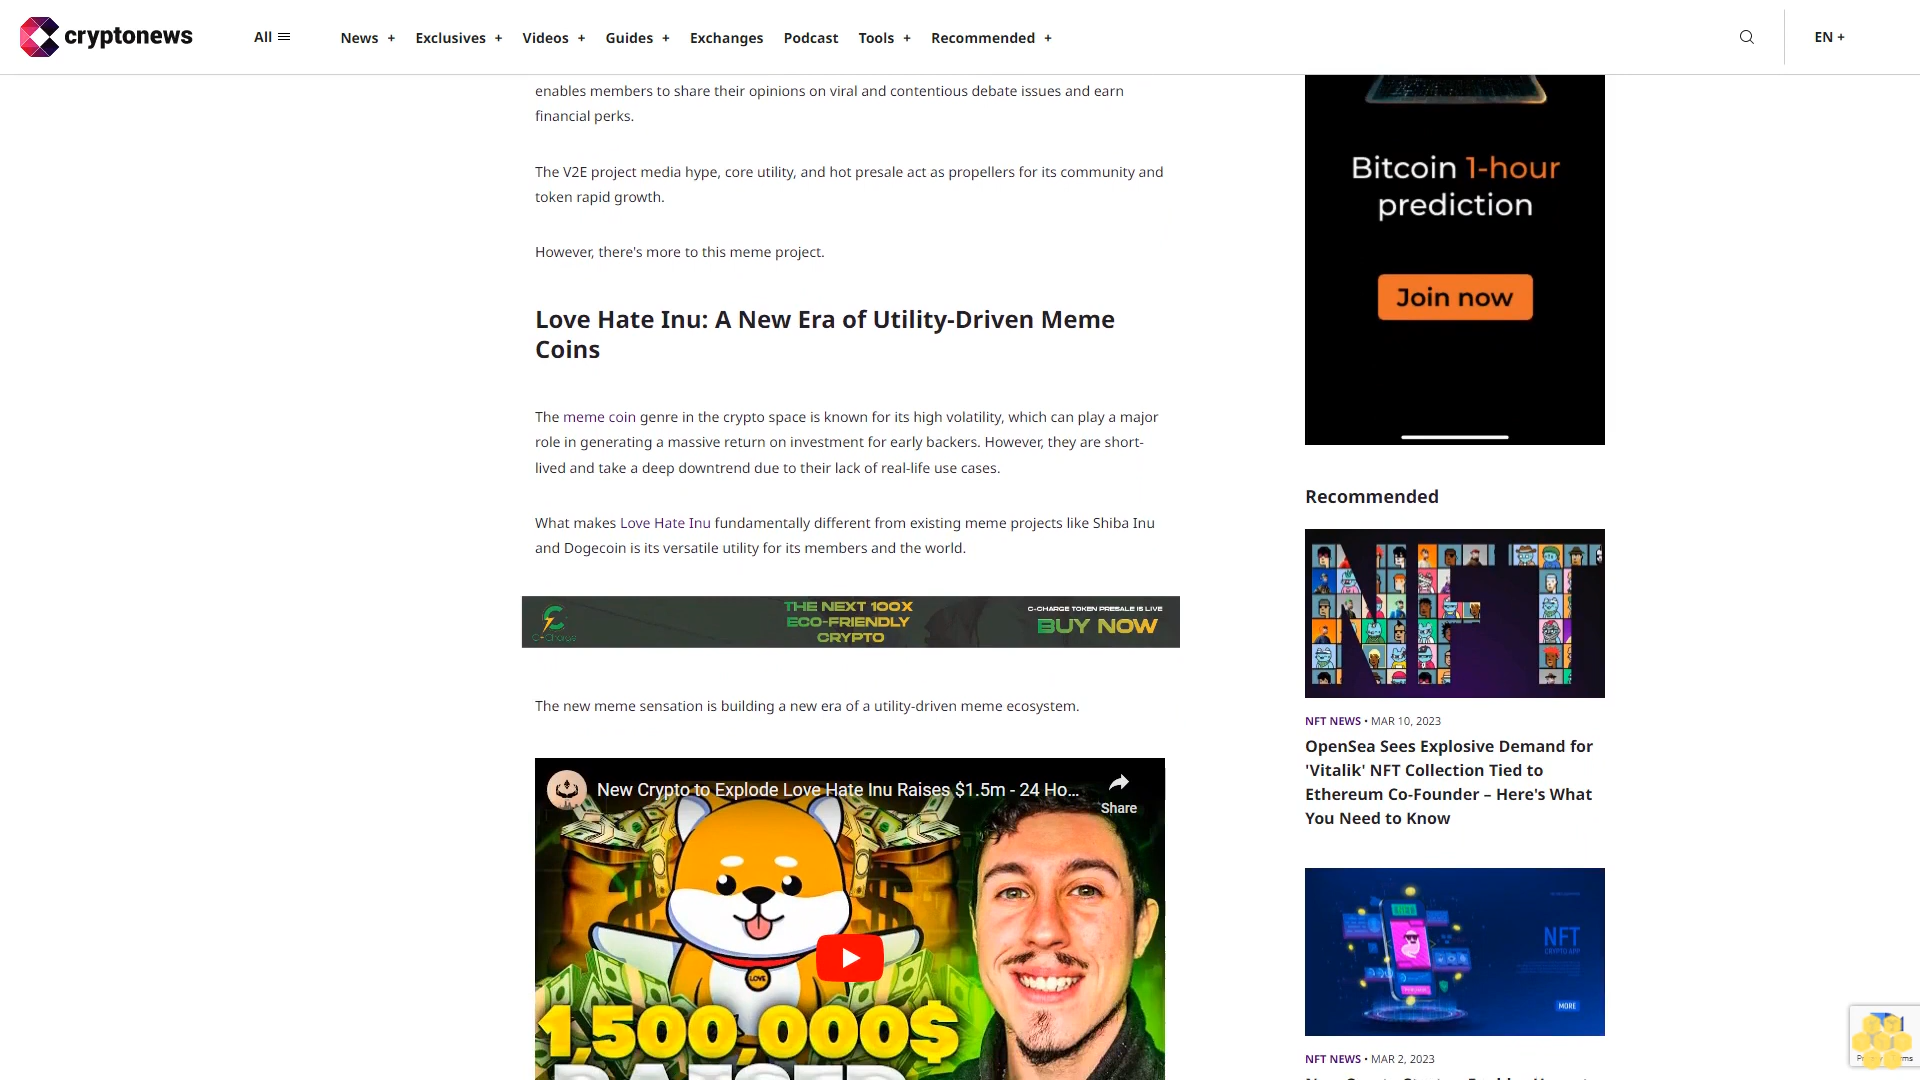 cryptonews
All
News +
Exclusives +
Videos +
Guides +
Exchanges
Podcast
Tools +
Recommended +
EN +
enables members to share their opinions on viral and contentious debate issues and earn
financial perks.
The V2E project media hype, core utility, and hot presale act as propellers for its community and
token rapid growth.
However, there's more to this meme project.
Love Hate Inu: A New Era of Utility-Driven Meme
Coins
The meme coin genre in the crypto space is known for its high volatility, which can play a major
role in generating a massive return on investment for early backers. However, they are short-
lived and take a deep downtrend due to their lack of real-life use cases.
What makes Love Hate Inu fundamentally different from existing meme projects like Shiba Inu
and Dogecoin is its versatile utility for its members and the world.
C+Charge
THE NEXT 100X
ECO-FRIENDLY
CRYPTO
C-CHARGE TOKEN PRESALE IS LIVE
BUY NOW
The new meme sensation is building a new era of a utility-driven meme ecosystem.
New Crypto to Explode Love Hate Inu Raises $1.5m - 24 Ho...
Share
LOVE
1,500,000$
RAISED
Bitcoin 1-hour
prediction
Join now
Recommended
NFT
NFT NEWS • MAR 10, 2023
OpenSea Sees Explosive Demand for
'Vitalik' NFT Collection Tied to
Ethereum Co-Founder – Here's What
You Need to Know
NFT
CRYPTO APP
MORE
NFT NEWS • MAR 2, 2023